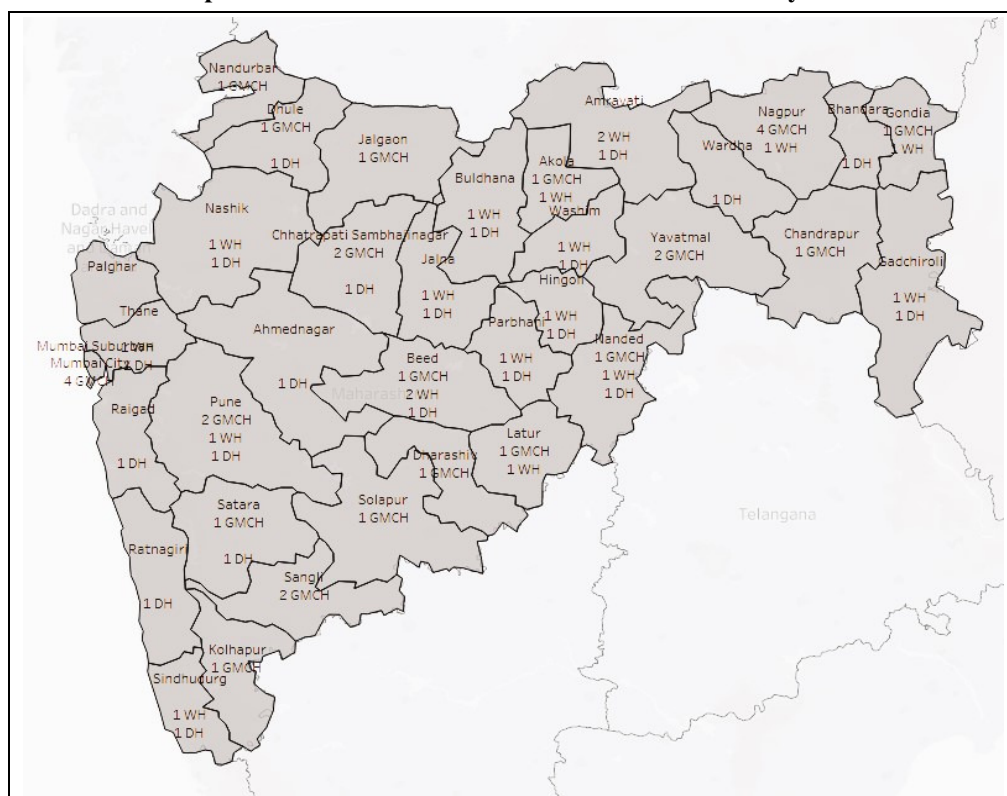 Nandurbar
1 GMCH
Dhule
1 GMCH
1 DH
Jalgaon
1 GMCH
Buldhana
1 WH
1 DH
Akola
1 GMCH
1 WH
Amravati
2 WH
1 DH
Washim
1 WH
1 DH
Wardha
1 DH
Nagpur
4 GMCH
1 WH
Bhandara
1 DH
Gondia
1 GMCH
1 WH
Dadra and
Nagar Haveli
Nashik
1 WH
1 DH
Chhatrapati Sambhajinagar
2 GMCH
1 DH
Jalna
1 WH
1 DH
Hingoli
1 WH
1 DH
Yavatmal
2 GMCH
Chandrapur
1 GMCH
Gadchiroli
1 WH
1 DH
Palghar
Thane
1 WH
1 DH
Mumbai Suburban
Mumbai City
4 GMCH
Ahmednagar
1 DH
Beed
1 GMCH
2 WH
1 DH
Parbhani
1 WH
1 DH
Nanded
1 GMCH
1 WH
1 DH
Raigad
1 DH
Pune
2 GMCH
1 WH
1 DH
Dharashiv
1 GMCH
Latur
1 GMCH
1 WH
Satara
1 GMCH
1 DH
Solapur
1 GMCH
Telangana
Ratnagiri
1 DH
Sangli
2 GMCH
Kolhapur
1 GMCH
Sindhudurg
1 WH
1 DH